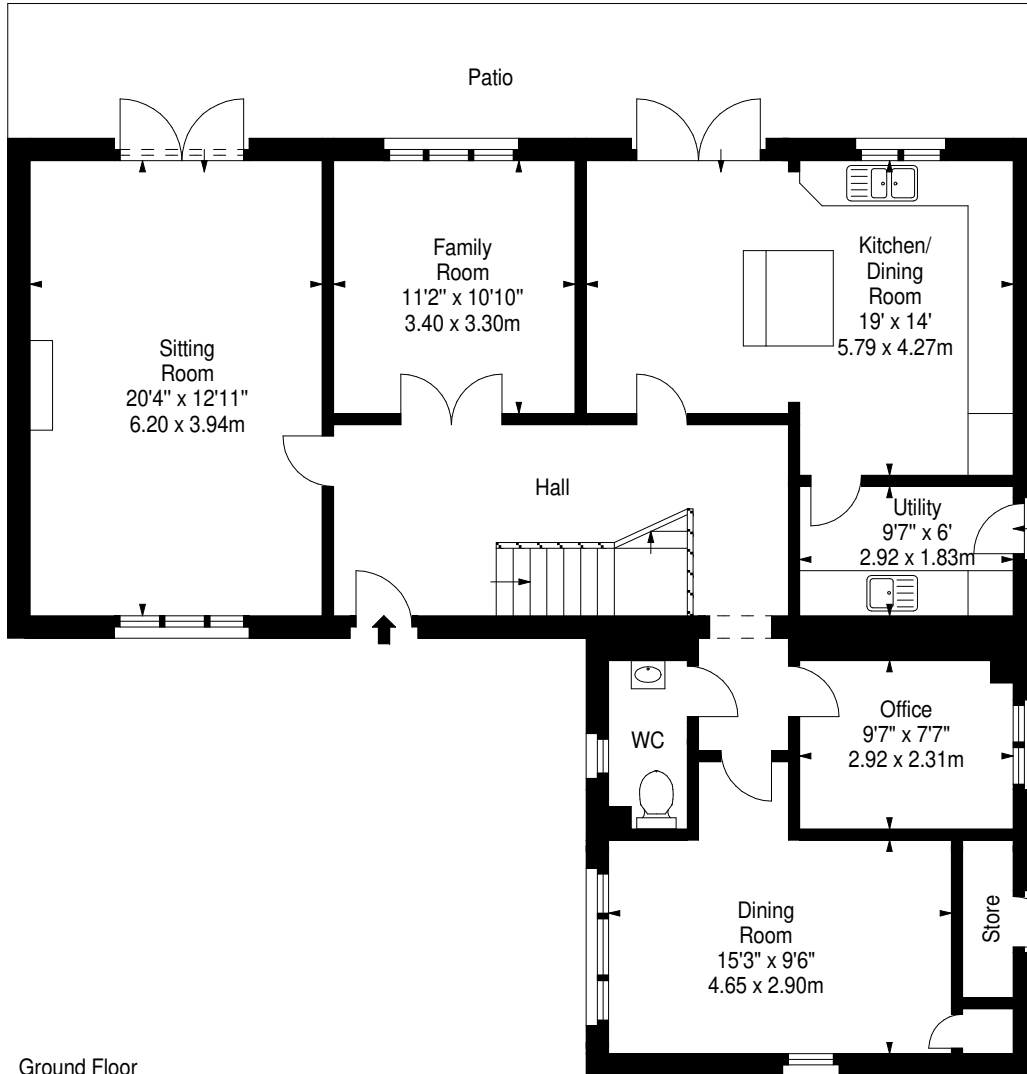 Patio
Family
Room
11'2" x 10'10"
3.40 x 3.30m
Kitchen/
Dining
Room
19' x 14'
5.79 x 4.27m
Sitting
Room
20'4" x 12'11"
6.20 x 3.94m
Hall
Utility
9'7" x 6'
2.92 x 1.83m
Office
9'7" x 7'7"
2.92 x 2.31m
WC
Dining
Room
15'3" x 9'6"
4.65 x 2.90m
Store
Ground Floor